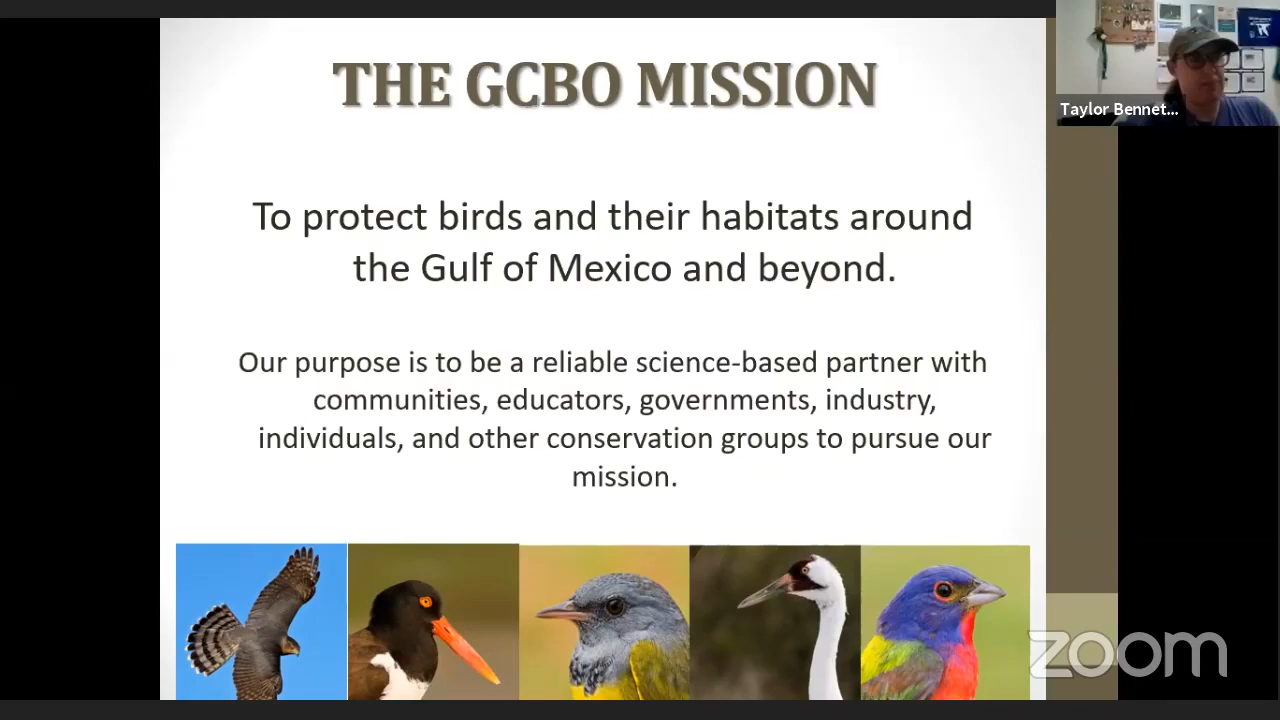 THE GCBO MISSION
Taylor Bennet...
To protect birds and their habitats around
the Gulf of Mexico and beyond.
Our purpose is to be a reliable science-based partner with
communities, educators, governments, industry,
individuals, and other conservation groups to pursue our
mission.
zoom